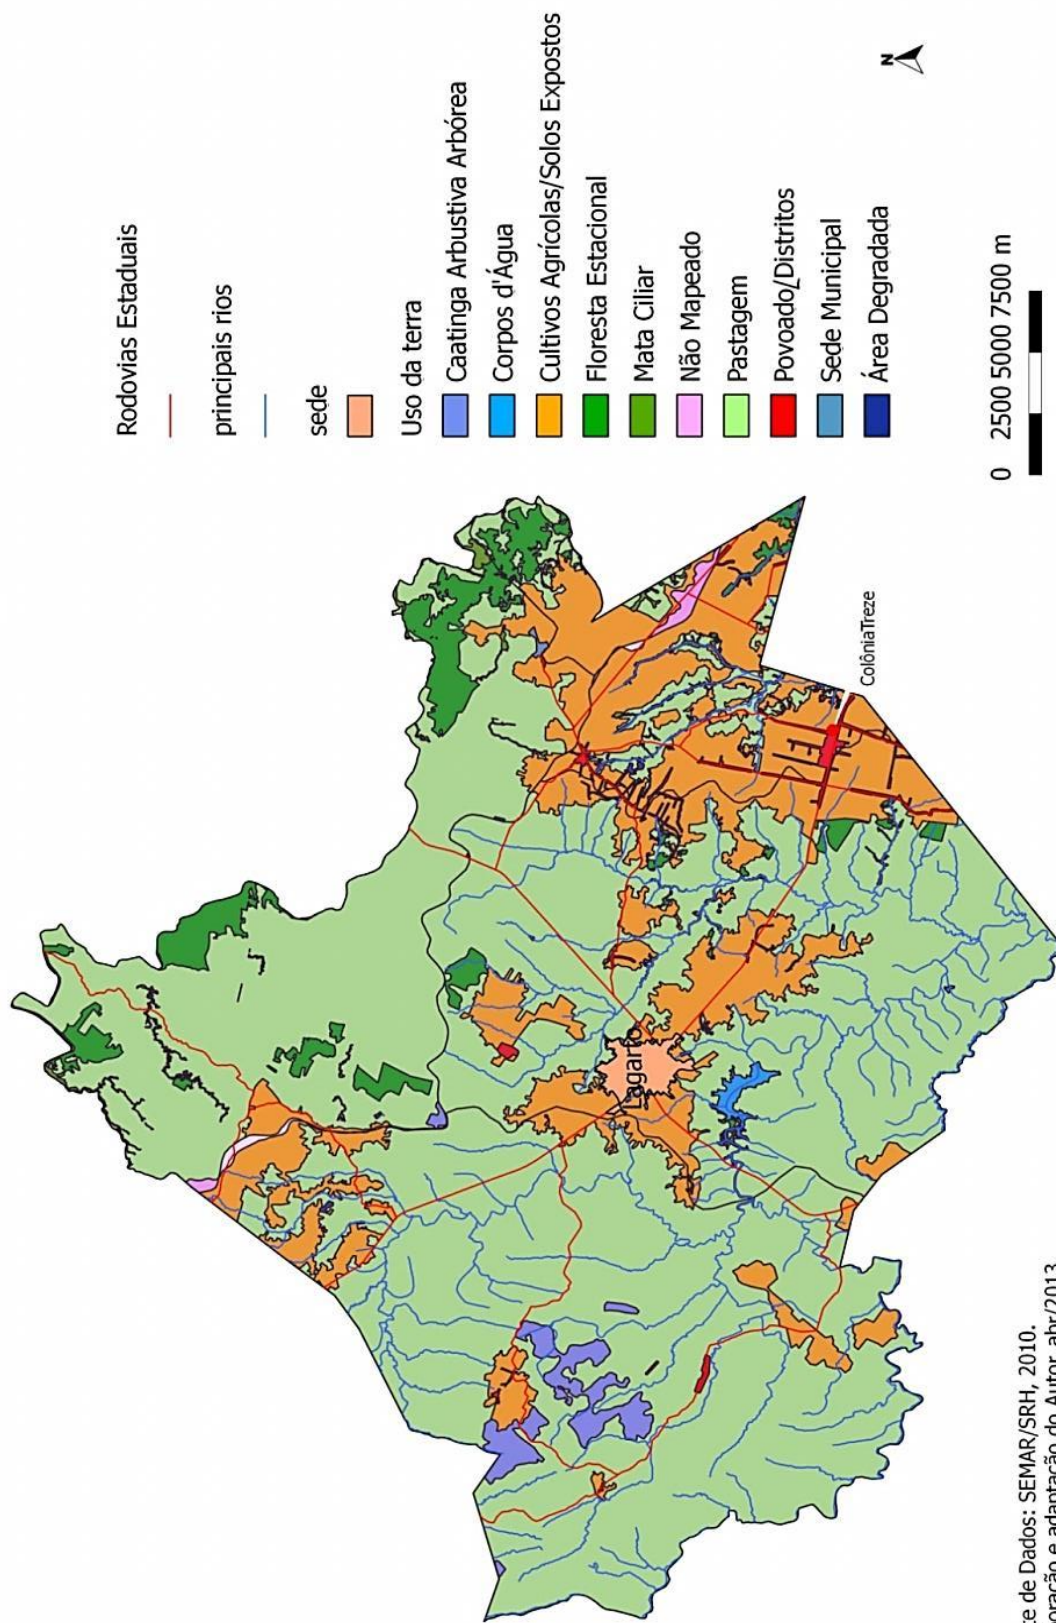 Rodovias Estaduais
principais rios
sede
Uso da terra
Caatinga Arbustiva Arbórea
Corpos d'Água
Cultivos Agrícolas/Solos Expostos
Floresta Estacional
Mata Ciliar
Não Mapeado
Pastagem
Povoado/Distritos
Sede Municipal
Área Degradada
N
0 2500 5000 7500 m
Lagarto
ColôniaTreze
de Dados: SEMAR/SRH, 2010.
e adaptação do Autor, abr/2013